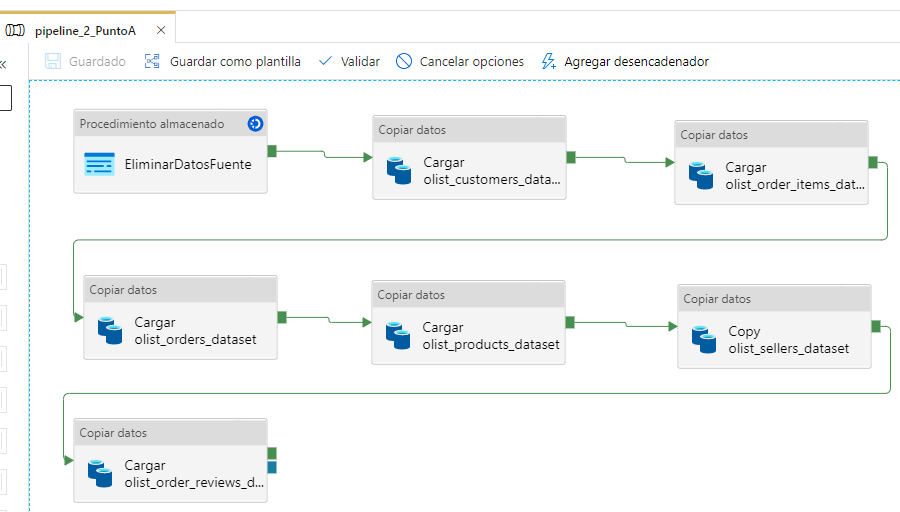 pipeline_2_PuntoA
Guardado
Guardar como plantilla
Validar
Cancelar opciones
Agregar desencadenador
Procedimiento almacenado
EliminarDatosFuente
Copiar datos
Cargar
olist_customers_data...
Copiar datos
Cargar
olist_order_items_dat...
Copiar datos
Cargar
olist_orders_dataset
Copiar datos
Cargar
olist_products_dataset
Copiar datos
Copy
olist_sellers_dataset
Copiar datos
Cargar
olist_order_reviews_d...